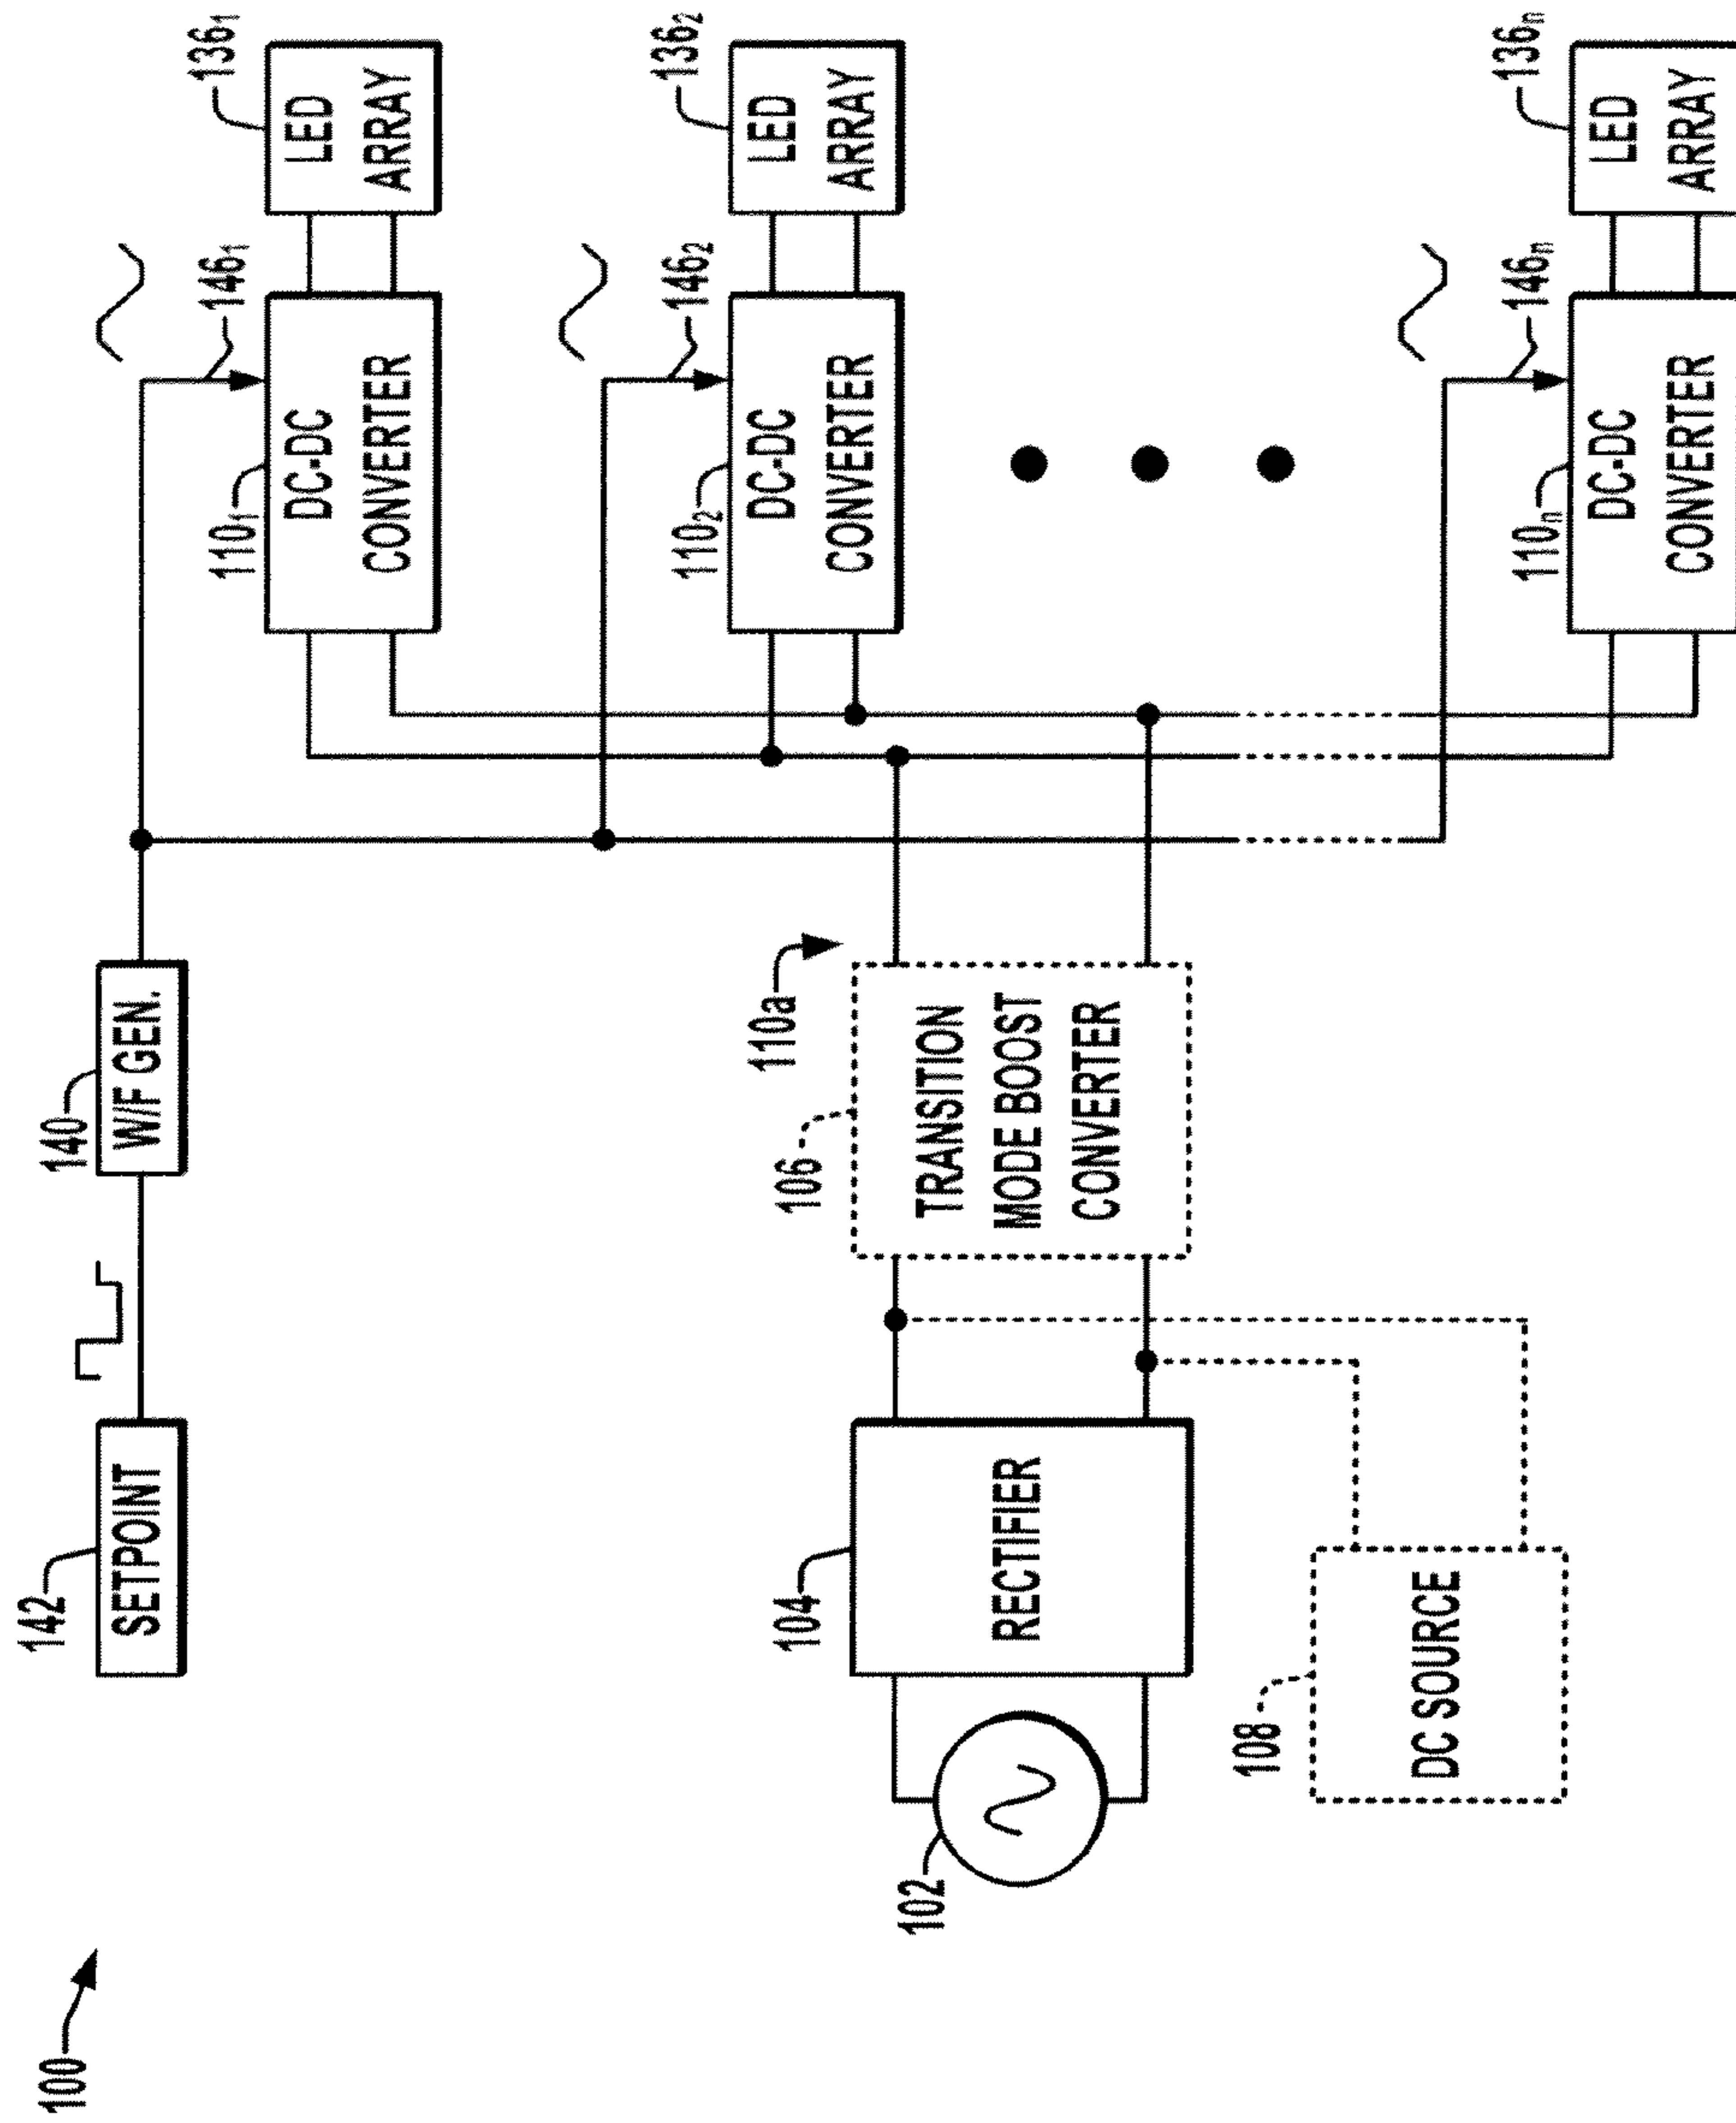 100
142
SETPOINT
140
W/F GEN.
110₁
DC-DC
CONVERTER
146₁
136₁
LED
ARRAY
110₂
DC-DC
CONVERTER
146₂
136₂
LED
ARRAY
102
104
RECTIFIER
106
TRANSITION
MODE BOOST
CONVERTER
110a
108
DC SOURCE
110ₙ
DC-DC
CONVERTER
146ₙ
136ₙ
LED
ARRAY